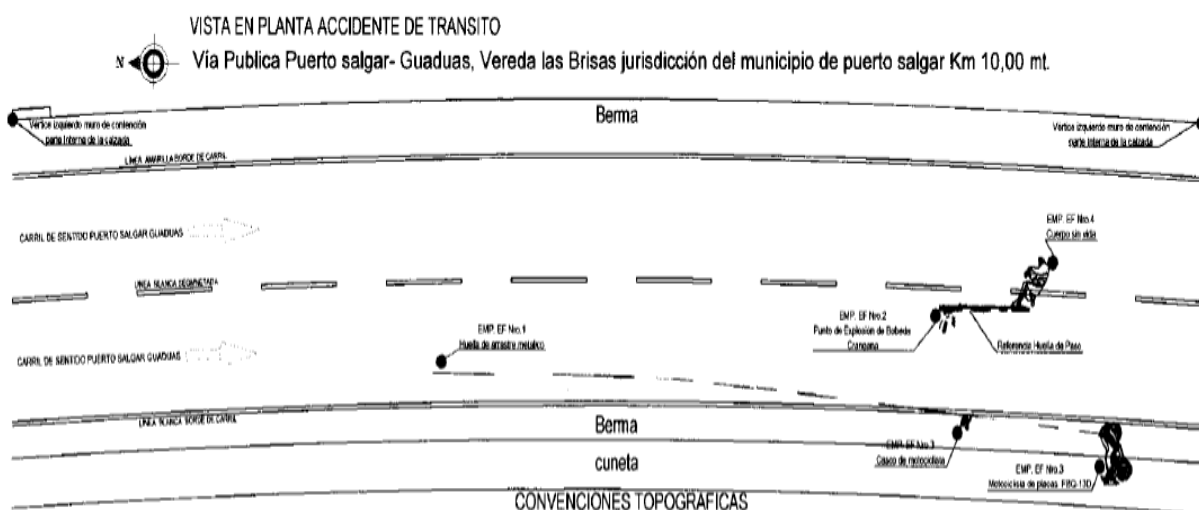 VISTA EN PLANTA ACCIDENTE DE TRANSITO
N
Vía Publica Puerto salgar- Guaduas, Vereda las Brisas jurisdicción del municipio de puerto salgar Km 10,00 mt.
Berma
Vertice izquierdo muro de contención
parte interna de la calzada
Vertice izquierdo muro de contención
parte interna de la calzada
LÍNEA AMARILLA BORDE DE CARRIL
EMP. EF Nro.4
Cuerpo sin vida
CARRIL DE SENTIDO PUERTO SALGAR GUADUAS
LINEA BLANCA SEGMENTADA
EMP. EF Nro.1
Huella de arrastre metalico
EMP. EF Nro.2
Punto de Explosión de Bobeda
Craneana
Referencia Huella de Paso
CARRIL DE SENTIDO PUERTO SALGAR GUADUAS
LINEA BLANCA BORDE DE CARRIL
Berma
EMP. EF Nro.3
Casco de motociclista
cuneta
EMP. EF Nro.3
Motocicleta de placas FBQ-13D
CONVENCIONES TOPOGRAFICAS